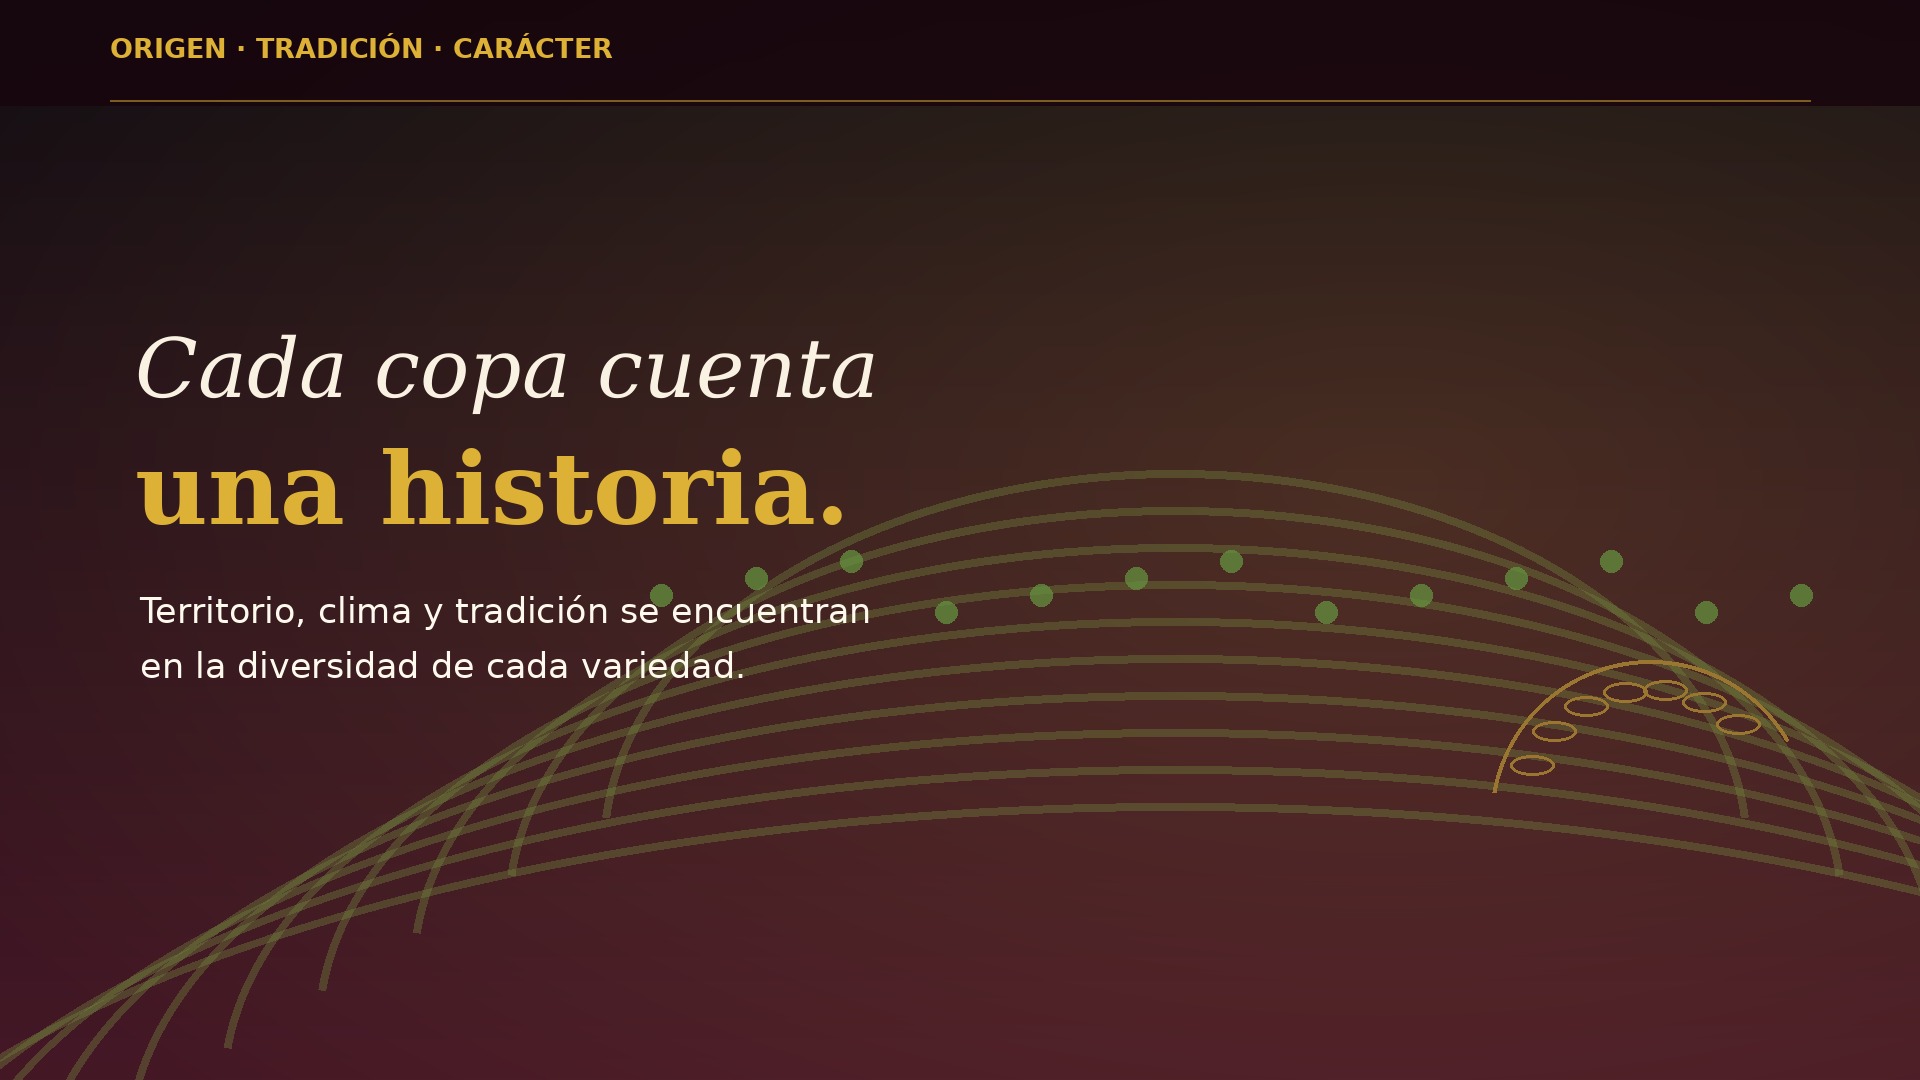 ORIGEN · TRADICIÓN · CARÁCTER
Cada copa cuenta
una historia.
Territorio, clima y tradición se encuentran
en la diversidad de cada variedad.